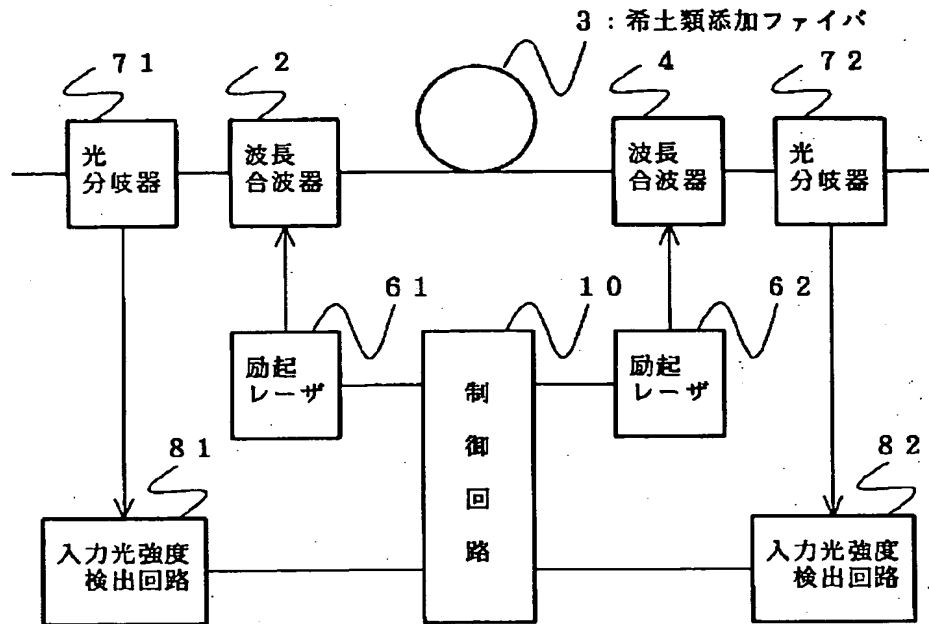 3：希土類添加ファイバ
71
2
4
72
光
分岐器
波長
合波器
波長
合波器
光
分岐器
61
10
62
励起
レーザ
制
御
回
路
励起
レーザ
81
82
入力光強度
検出回路
入力光強度
検出回路